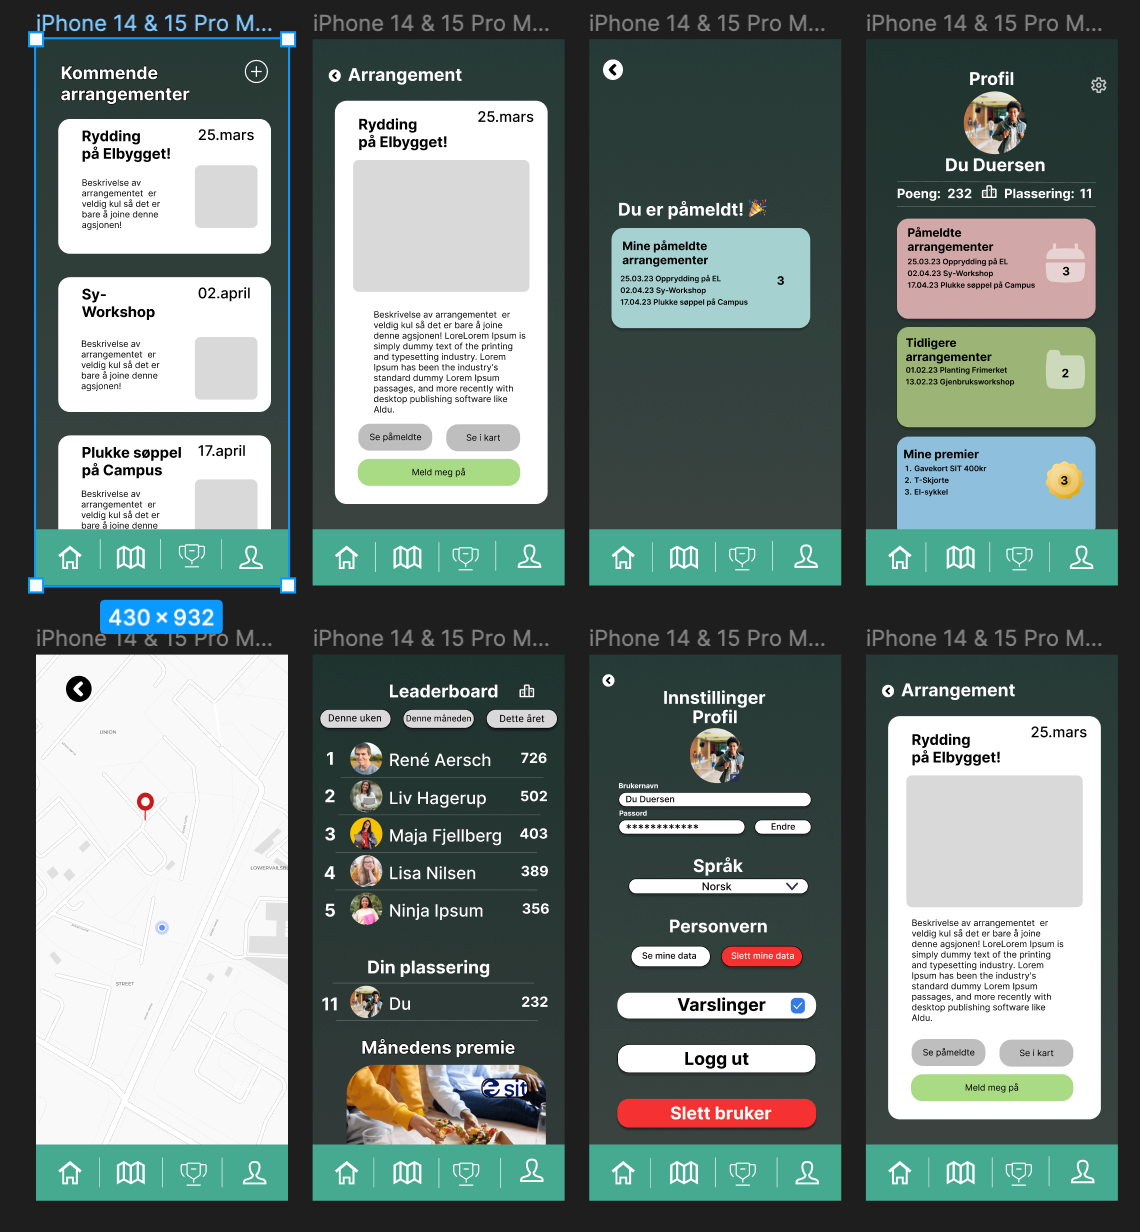 iPhone 14 & 15 Pro M...
Kommende
arrangementer
Rydding
på Elbygget!
25.mars
Beskrivelse av
arrangementet er
veldig kul så det er
bare å joine denne
agsjonen!
Sy-
Workshop
02.april
Beskrivelse av
arrangementet er
veldig kul så det er
bare å joine denne
agsjonen!
Plukke søppel
på Campus
17.april
Beskrivelse av
arrangementet er
veldig kul så det er
bare å joine denne
430 × 932
iPhone 14 & 15 Pro M...
Arrangement
Rydding
på Elbygget!
25.mars
Beskrivelse av arrangementet er
veldig kul så det er bare å joine
denne agsjonen! LoreLorem Ipsum is
simply dummy text of the printing
and typesetting industry. Lorem
Ipsum has been the industry's
standard dummy Lorem Ipsum
passages, and more recently with
desktop publishing software like
Aldu.
Se påmeldte
Se i kart
Meld meg på
iPhone 14 & 15 Pro M...
Du er påmeldt! 🎉
Mine påmeldte
arrangementer
25.03.23 Opprydding på EL
02.04.23 Sy-Workshop
17.04.23 Plukke søppel på Campus
3
iPhone 14 & 15 Pro M...
Profil
Du Duersen
Poeng: 232
Plassering: 11
Påmeldte
arrangementer
25.03.23 Opprydding på EL
02.04.23 Sy-Workshop
17.04.23 Plukke søppel på Campus
3
Tidligere
arrangementer
01.02.23 Planting Frimerket
13.02.23 Gjenbruksworkshop
2
Mine premier
1. Gavekort SIT 400kr
2. T-Skjorte
3. El-sykkel
3
iPhone 14 & 15 Pro M...
UNION
LOWERVAILSB
STREET
iPhone 14 & 15 Pro M...
Leaderboard
Denne uken
Denne måneden
Dette året
1 René Aersch 726
2 Liv Hagerup 502
3 Maja Fjellberg 403
4 Lisa Nilsen 389
5 Ninja Ipsum 356
Din plassering
11 Du 232
Månedens premie
sit
iPhone 14 & 15 Pro M...
Innstillinger
Profil
Brukernavn
Du Duersen
Passord
************
Endre
Språk
Norsk
Personvern
Se mine data
Slett mine data
Varslinger
Logg ut
Slett bruker
iPhone 14 & 15 Pro M...
Arrangement
Rydding
på Elbygget!
25.mars
Beskrivelse av arrangementet er
veldig kul så det er bare å joine
denne agsjonen! LoreLorem Ipsum is
simply dummy text of the printing
and typesetting industry. Lorem
Ipsum has been the industry's
standard dummy Lorem Ipsum
passages, and more recently with
desktop publishing software like
Aldu.
Se påmeldte
Se i kart
Meld meg på